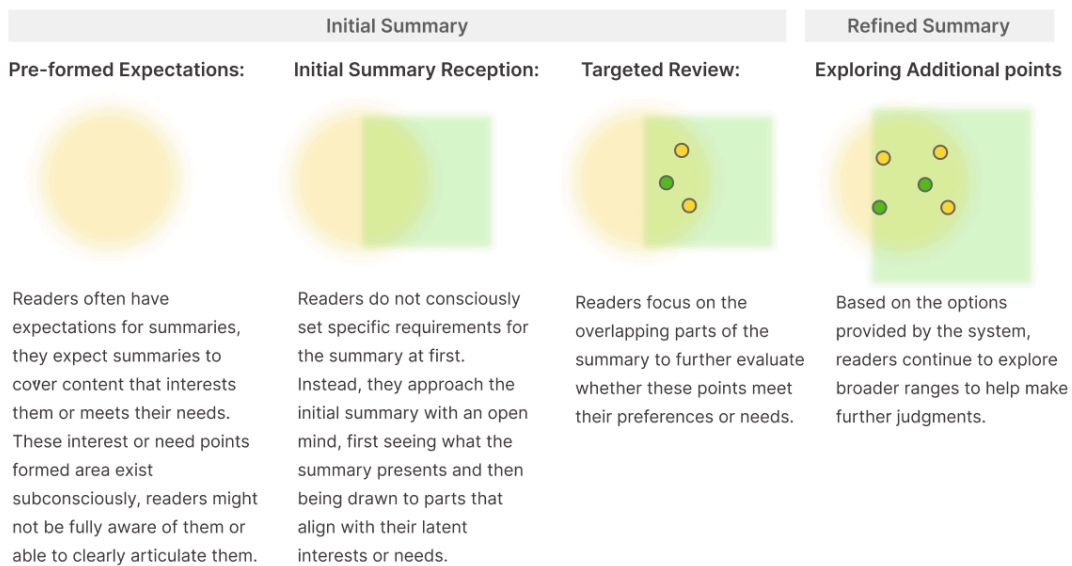 Initial Summary
Refined Summary
Pre-formed Expectations:
Initial Summary Reception:
Targeted Review:
Exploring Additional points
Readers often have
expectations for summaries,
they expect summaries to
cover content that interests
them or meets their needs.
These interest or need points
formed area exist
subconsciously, readers might
not be fully aware of them or
able to clearly articulate them.
Readers do not consciously
set specific requirements for
the summary at first.
Instead, they approach the
initial summary with an open
mind, first seeing what the
summary presents and then
being drawn to parts that
align with their latent
interests or needs.
Readers focus on the
overlapping parts of the
summary to further evaluate
whether these points meet
their preferences or needs.
Based on the options
provided by the system,
readers continue to explore
broader ranges to help make
further judgments.